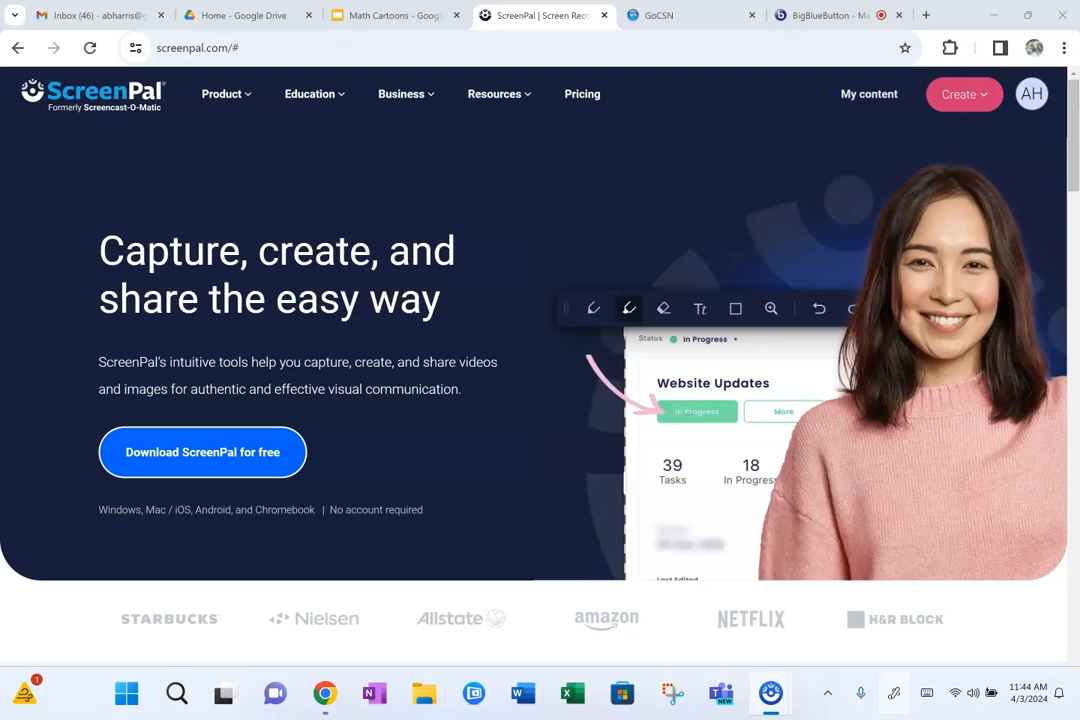 Inbox (46) - abharris@g
Home - Google Drive
Math Cartoons - Googl
ScreenPal | Screen Reco
GoCSN
BigBlueButton - Ma
screenpal.com/#
ScreenPal
Formerly Screencast-O-Matic
Product
Education
Business
Resources
Pricing
My content
Create
AH
Capture, create, and
share the easy way
ScreenPal's intuitive tools help you capture, create, and share videos
and images for authentic and effective visual communication.
Download ScreenPal for free
Windows, Mac / iOS, Android, and Chromebook | No account required
Tt
Status In Progress
Website Updates
In Progress
More
39
18
Tasks
In Progress
Last Edited
STARBUCKS
Nielsen
Allstate
amazon
NETFLIX
H&R BLOCK
1
N
W
X
T
NEW
11:44 AM
4/3/2024